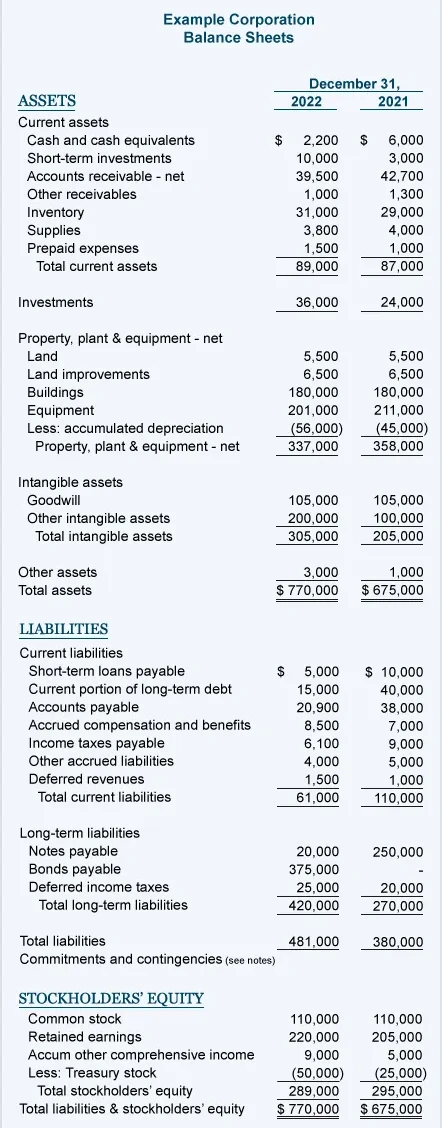 Example Corporation
Balance Sheets
December 31,
ASSETS 2022 2021
Current assets
Cash and cash equivalents $ 2,200 $ 6,000
Short-term investments 10,000 3,000
Accounts receivable - net 39,500 42,700
Other receivables 1,000 1,300
Inventory 31,000 29,000
Supplies 3,800 4,000
Prepaid expenses 1,500 1,000
Total current assets 89,000 87,000
Investments 36,000 24,000
Property, plant & equipment - net
Land 5,500 5,500
Land improvements 6,500 6,500
Buildings 180,000 180,000
Equipment 201,000 211,000
Less: accumulated depreciation (56,000) (45,000)
Property, plant & equipment - net 337,000 358,000
Intangible assets
Goodwill 105,000 105,000
Other intangible assets 200,000 100,000
Total intangible assets 305,000 205,000
Other assets 3,000 1,000
Total assets $ 770,000 $ 675,000
LIABILITIES
Current liabilities
Short-term loans payable $ 5,000 $ 10,000
Current portion of long-term debt 15,000 40,000
Accounts payable 20,900 38,000
Accrued compensation and benefits 8,500 7,000
Income taxes payable 6,100 9,000
Other accrued liabilities 4,000 5,000
Deferred revenues 1,500 1,000
Total current liabilities 61,000 110,000
Long-term liabilities
Notes payable 20,000 250,000
Bonds payable 375,000 -
Deferred income taxes 25,000 20,000
Total long-term liabilities 420,000 270,000
Total liabilities 481,000 380,000
Commitments and contingencies (see notes)
STOCKHOLDERS' EQUITY
Common stock 110,000 110,000
Retained earnings 220,000 205,000
Accum other comprehensive income 9,000 5,000
Less: Treasury stock (50,000) (25,000)
Total stockholders' equity 289,000 295,000
Total liabilities & stockholders' equity $ 770,000 $ 675,000